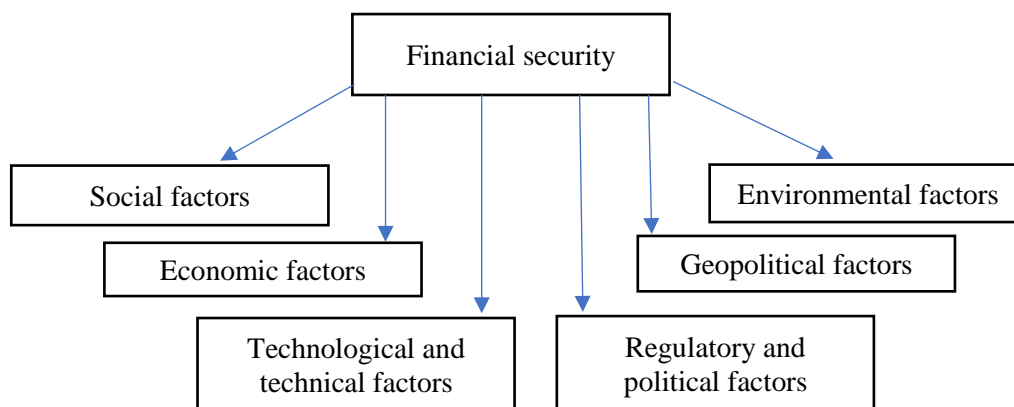 Financial security
Social factors
Environmental factors
Economic factors
Geopolitical factors
Technological and
technical factors
Regulatory and
political factors